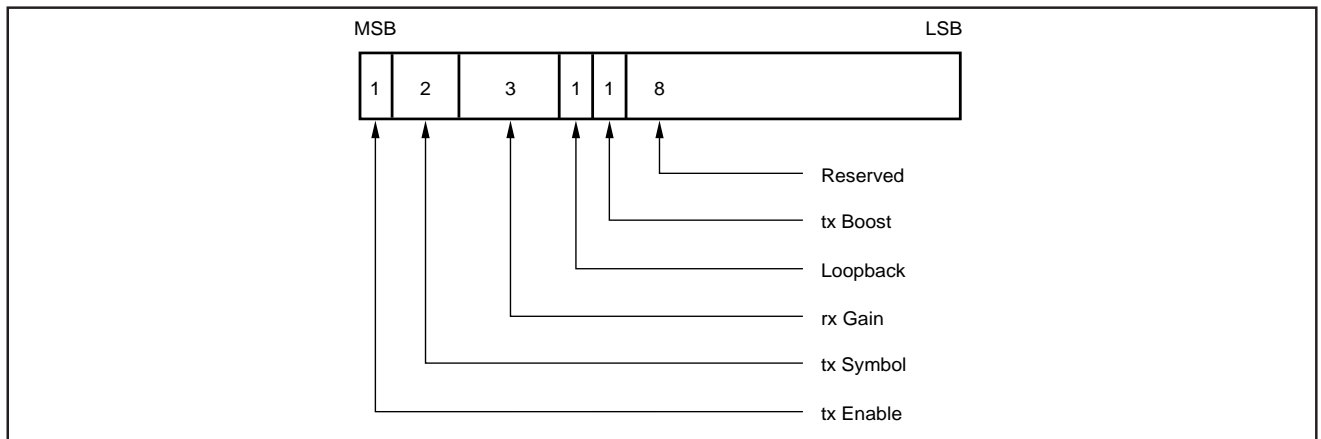 MSB LSB
1 2 3 1 1 8
Reserved
tx Boost
Loopback
rx Gain
tx Symbol
tx Enable